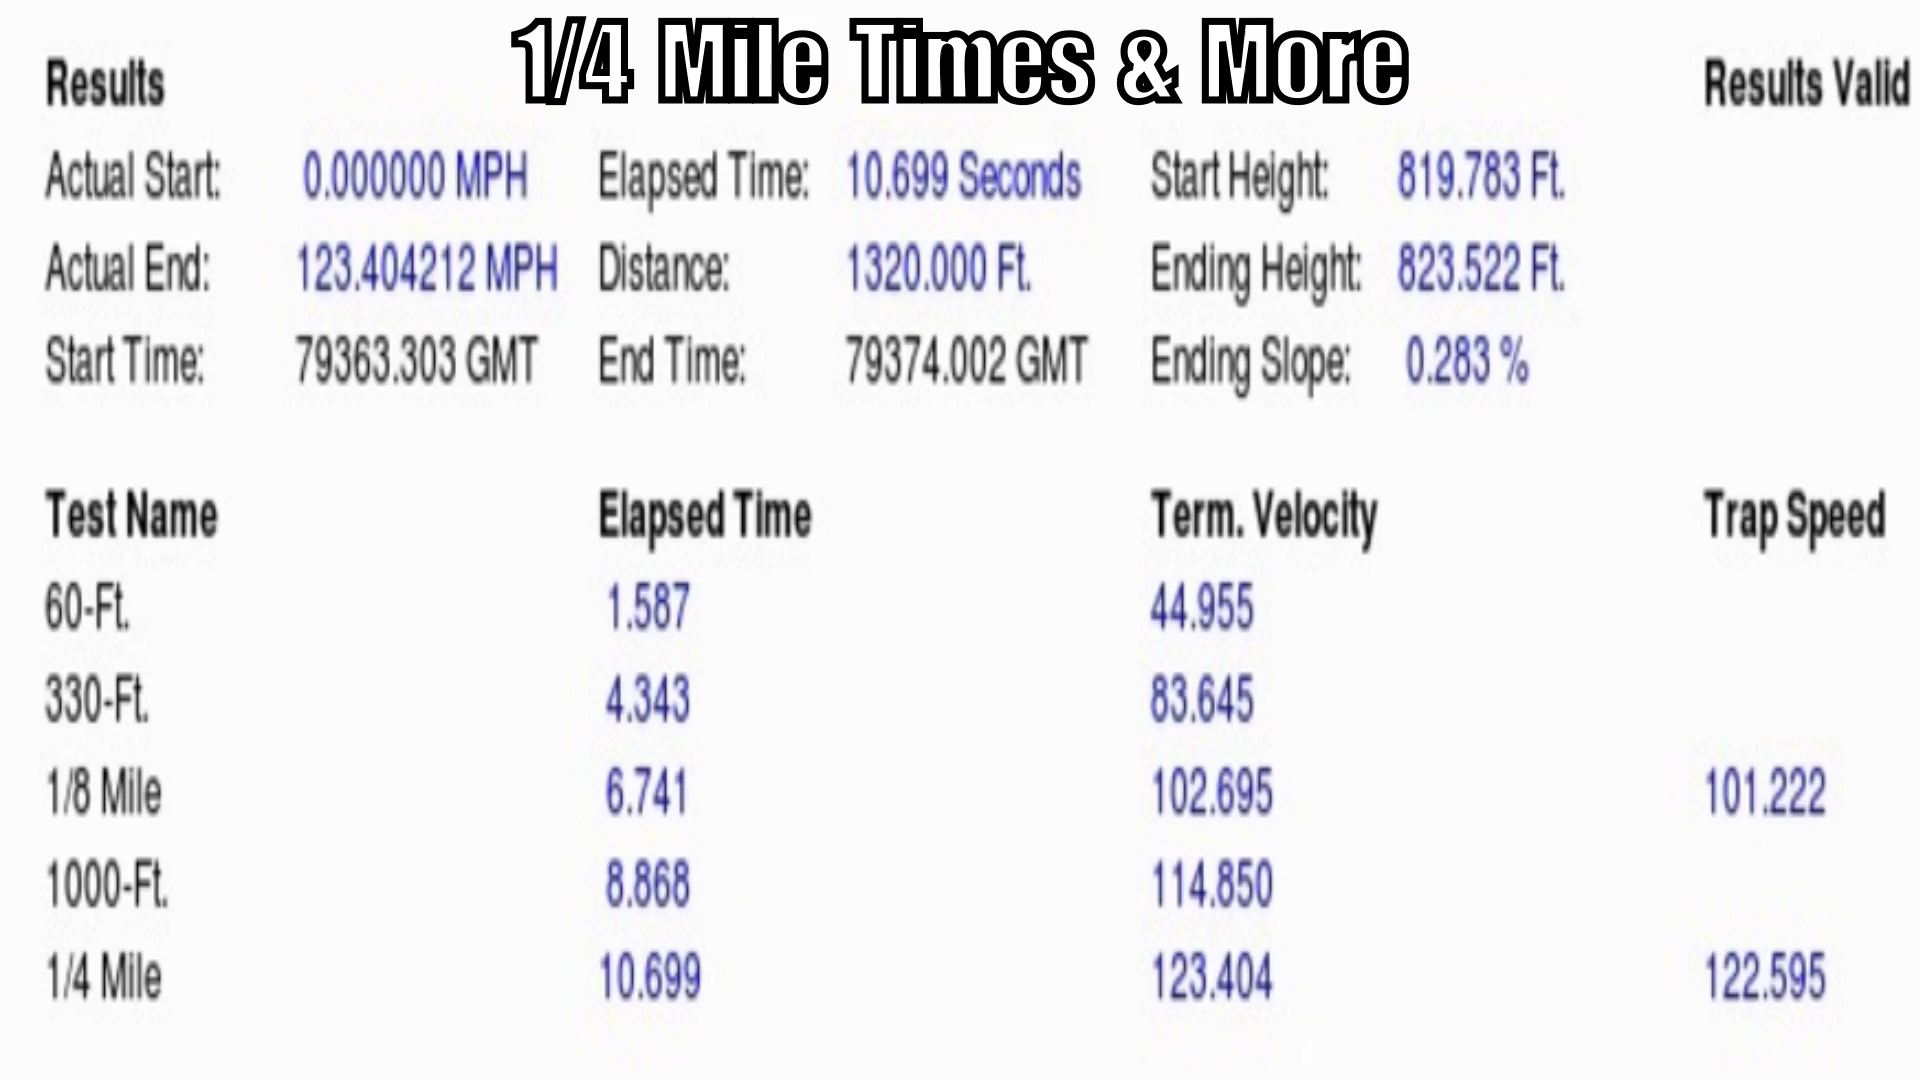 1/4 Mile Times & More
Results Results Valid
Actual Start: 0.000000 MPH Elapsed Time: 10.699 Seconds Start Height: 819.783 Ft.
Actual End: 123.404212 MPH Distance: 1320.000 Ft. Ending Height: 823.522 Ft.
Start Time: 79363.303 GMT End Time: 79374.002 GMT Ending Slope: 0.283 %
Test Name Elapsed Time Term. Velocity Trap Speed
60-Ft. 1.587 44.955
330-Ft. 4.343 83.645
1/8 Mile 6.741 102.695 101.222
1000-Ft. 8.868 114.850
1/4 Mile 10.699 123.404 122.595